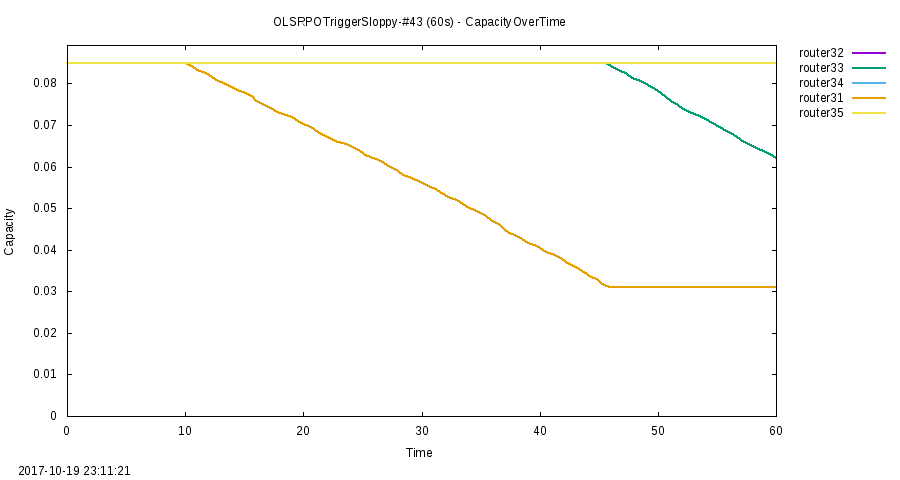 OLSRPOTriggerSloppy-#43 (60s) - CapacityOverTime
router32
router33
router34
router31
router35
0.08
0.07
0.06
0.05
0.04
0.03
0.02
0.01
0
Capacity
0 10 20 30 40 50 60
Time
2017-10-19 23:11:21